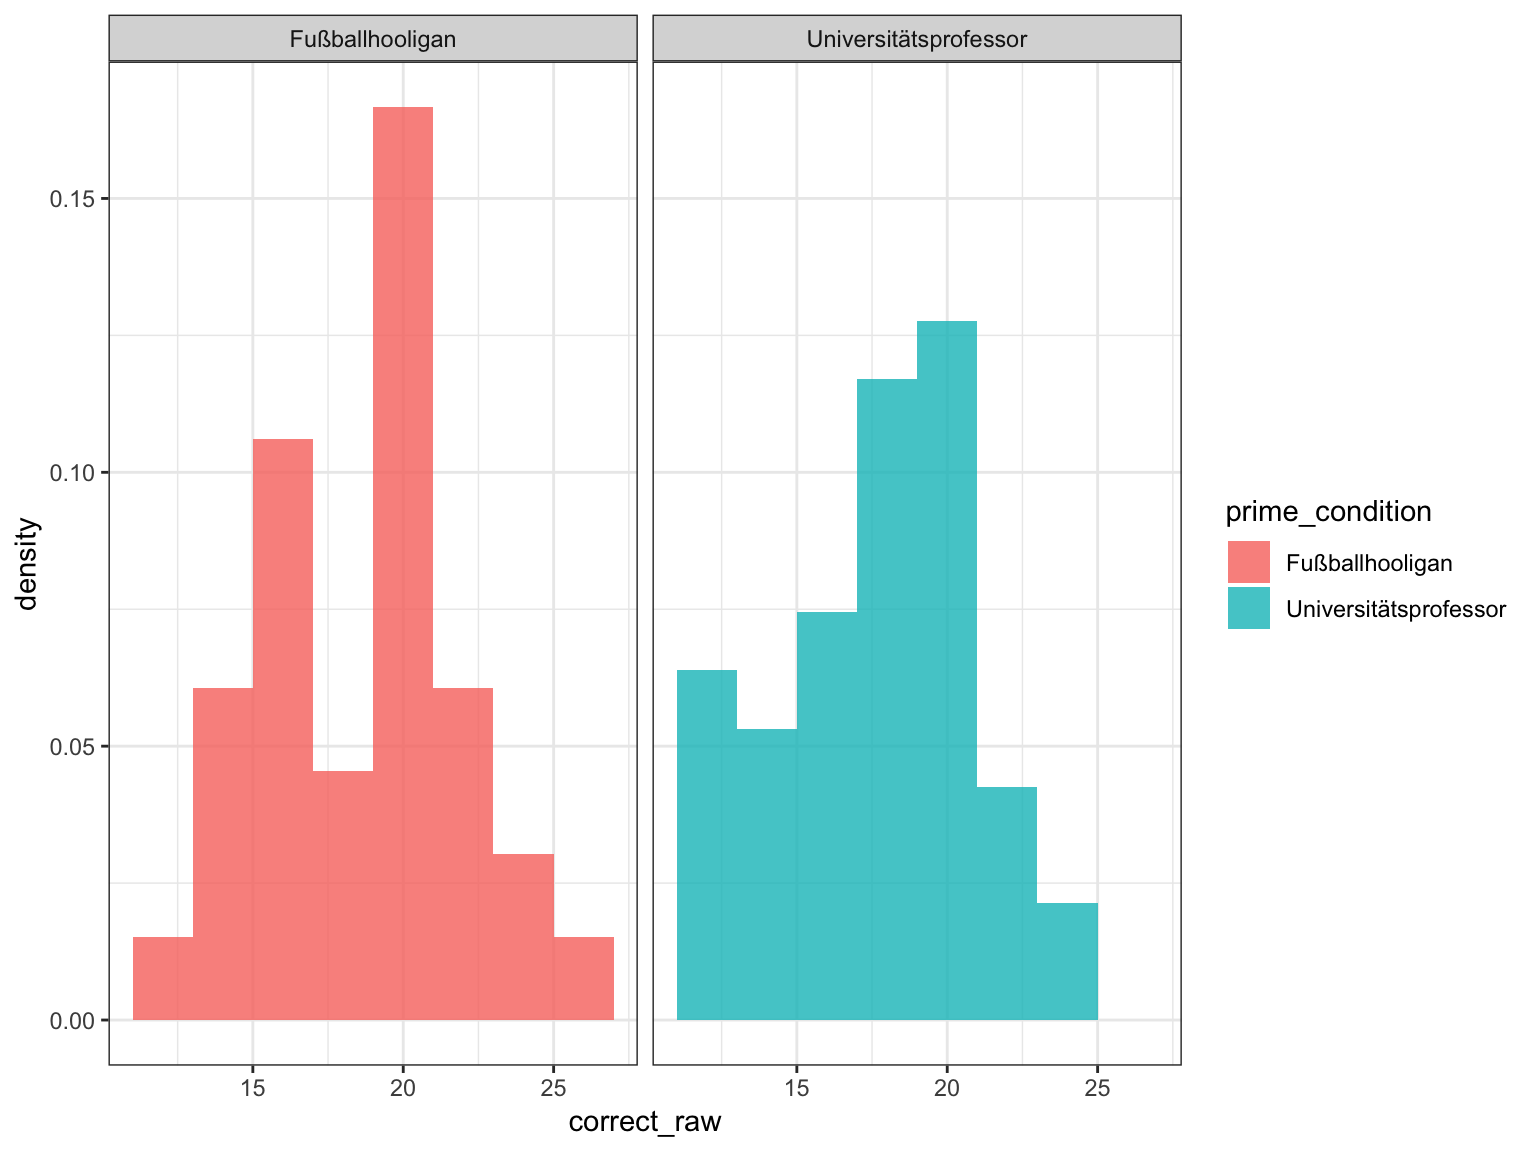 Fußballhooligan
Universitätsprofessor
0.15
0.10
0.05
0.00
density
15
20
25
15
20
25
correct_raw
prime_condition
Fußballhooligan
Universitätsprofessor